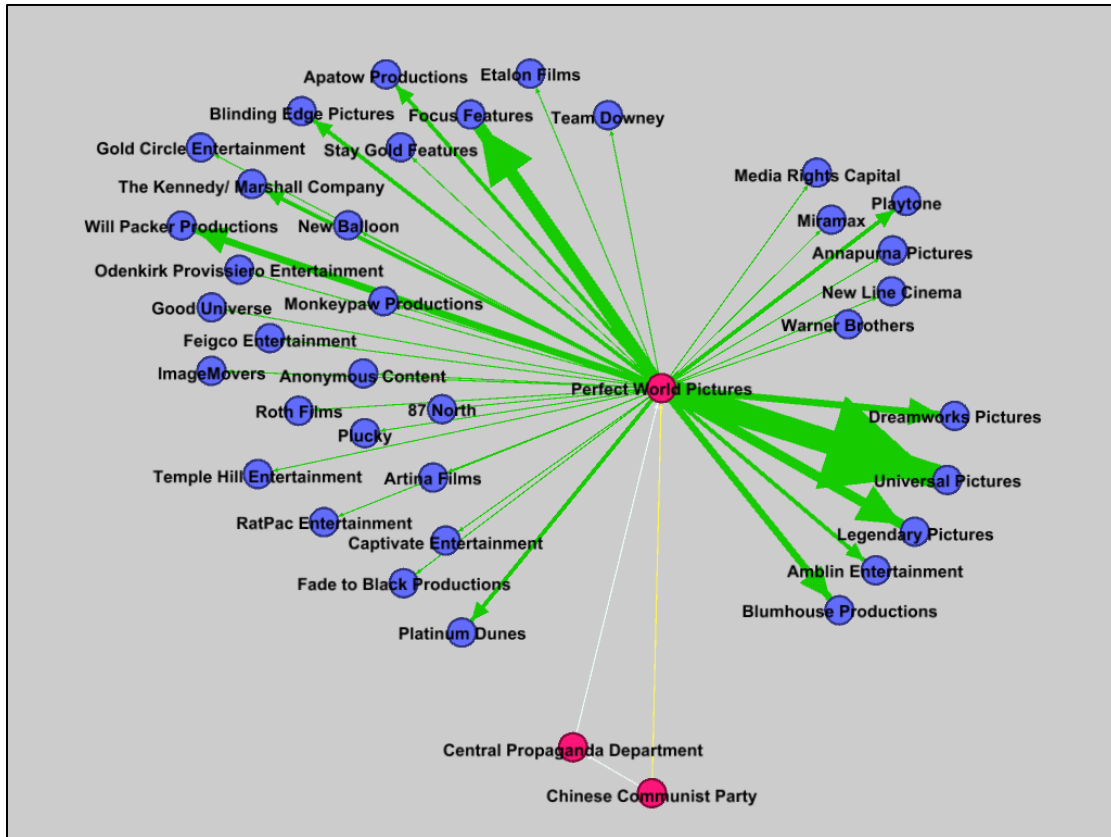 Etalon Films
Apatow Productions
Blinding Edge Pictures
Focus Features
Team Downey
Gold Circle Entertainment
Stay Gold Features
Media Rights Capital
The Kennedy/ Marshall Company
Playtone
Miramax
Will Packer Productions
New Balloon
Annapurna Pictures
Odenkirk Provissiero Entertainment
New Line Cinema
Good Universe
Monkeypaw Productions
Warner Brothers
Feigco Entertainment
ImageMovers
Anonymous Content
Perfect World Pictures
Roth Films
87 North
Dreamworks Pictures
Plucky
Temple Hill Entertainment
Artina Films
Universal Pictures
RatPac Entertainment
Legendary Pictures
Captivate Entertainment
Amblin Entertainment
Fade to Black Productions
Blumhouse Productions
Platinum Dunes
Central Propaganda Department
Chinese Communist Party